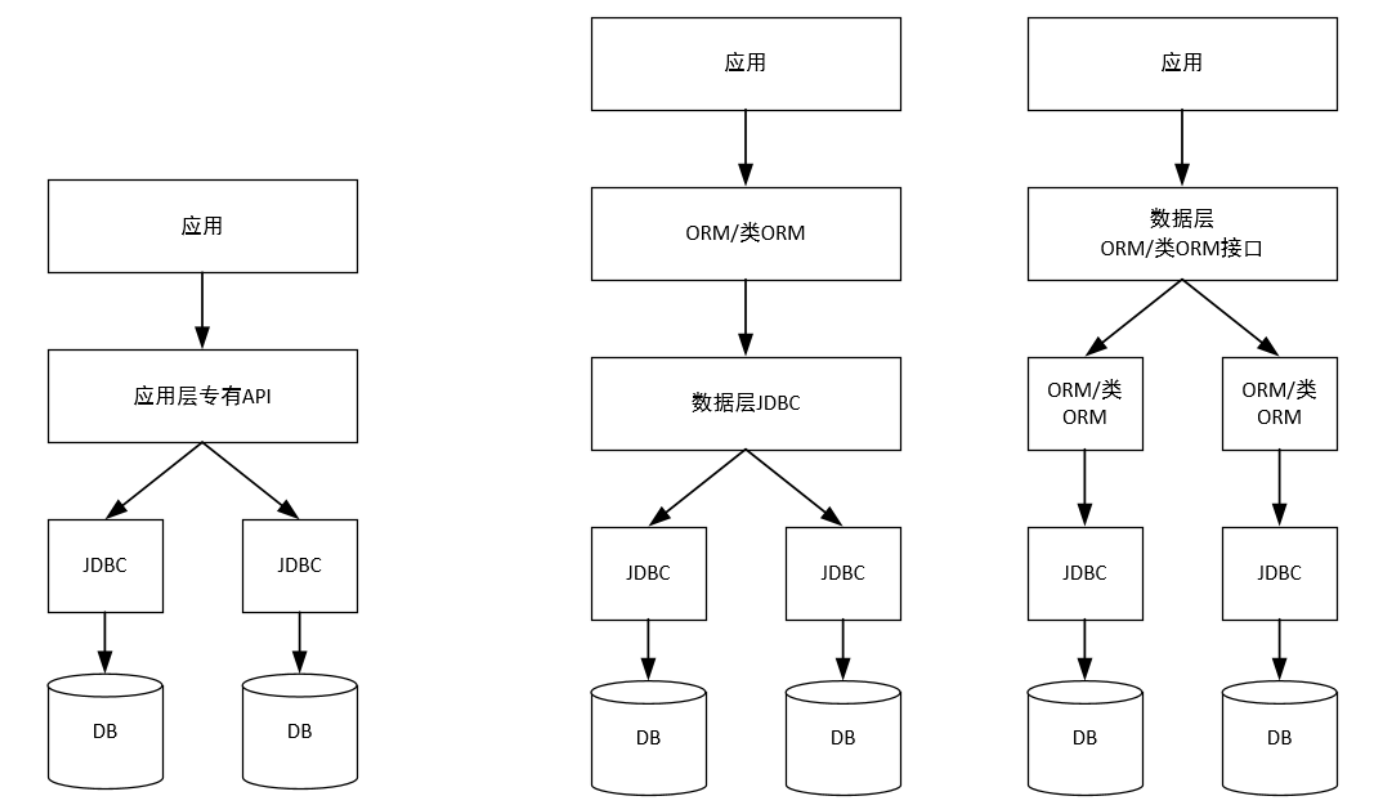 应用
应用层专有API
JDBC
JDBC
DB
DB
应用
ORM/类ORM
数据层JDBC
JDBC
JDBC
DB
DB
应用
数据层
ORM/类ORM接口
ORM/类
ORM
ORM/类
ORM
JDBC
JDBC
DB
DB